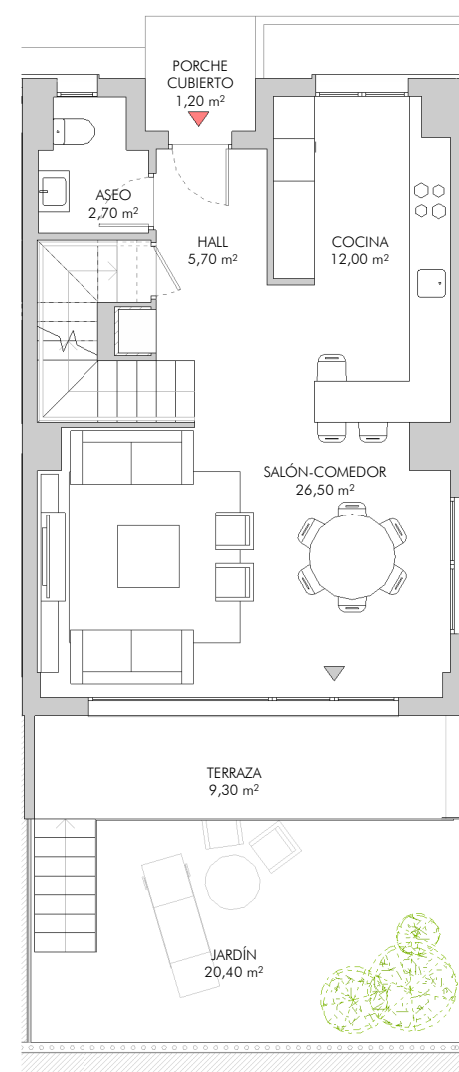 PORCHE
CUBIERTO
1,20 m²
ASEO
2,70 m²
HALL
5,70 m²
COCINA
12,00 m²
SALÓN-COMEDOR
26,50 m²
TERRAZA
9,30 m²
JARDÍN
20,40 m²